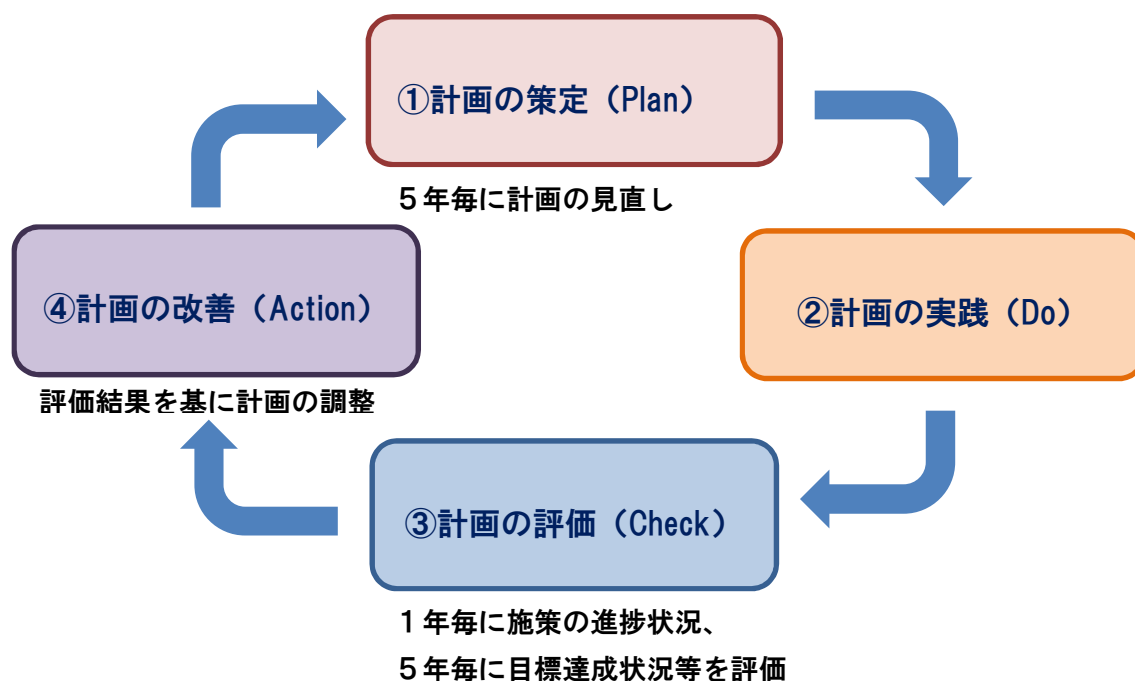 ①計画の策定（Plan）
５年毎に計画の見直し
②計画の実践（Do）
③計画の評価（Check）
１年毎に施策の進捗状況、
５年毎に目標達成状況等を評価
④計画の改善（Action）
評価結果を基に計画の調整